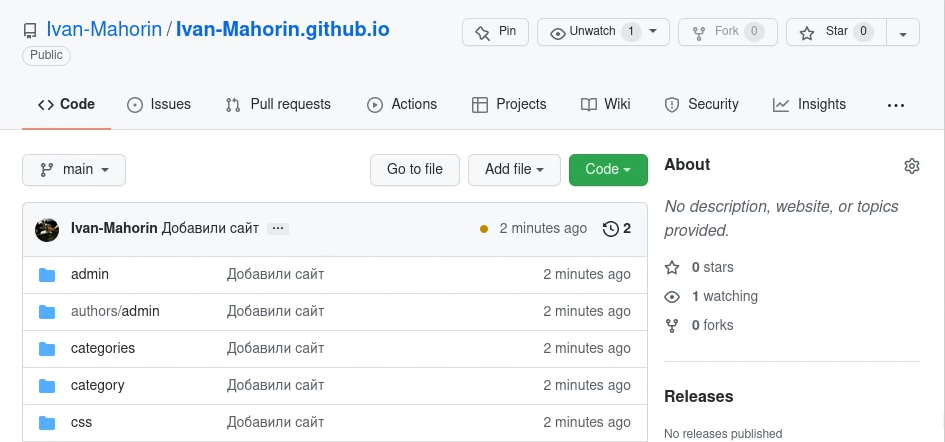 Ivan-Mahorin / Ivan-Mahorin.github.io
Pin
Unwatch 1
Fork 0
Star 0
Public
Code
Issues
Pull requests
Actions
Projects
Wiki
Security
Insights
main
Go to file
Add file
Code
Ivan-Mahorin Добавили сайт ... 2 minutes ago 2
admin Добавили сайт 2 minutes ago
authors/admin Добавили сайт 2 minutes ago
categories Добавили сайт 2 minutes ago
category Добавили сайт 2 minutes ago
css Добавили сайт 2 minutes ago
About
No description, website, or topics
provided.
0 stars
1 watching
0 forks
Releases
No releases published